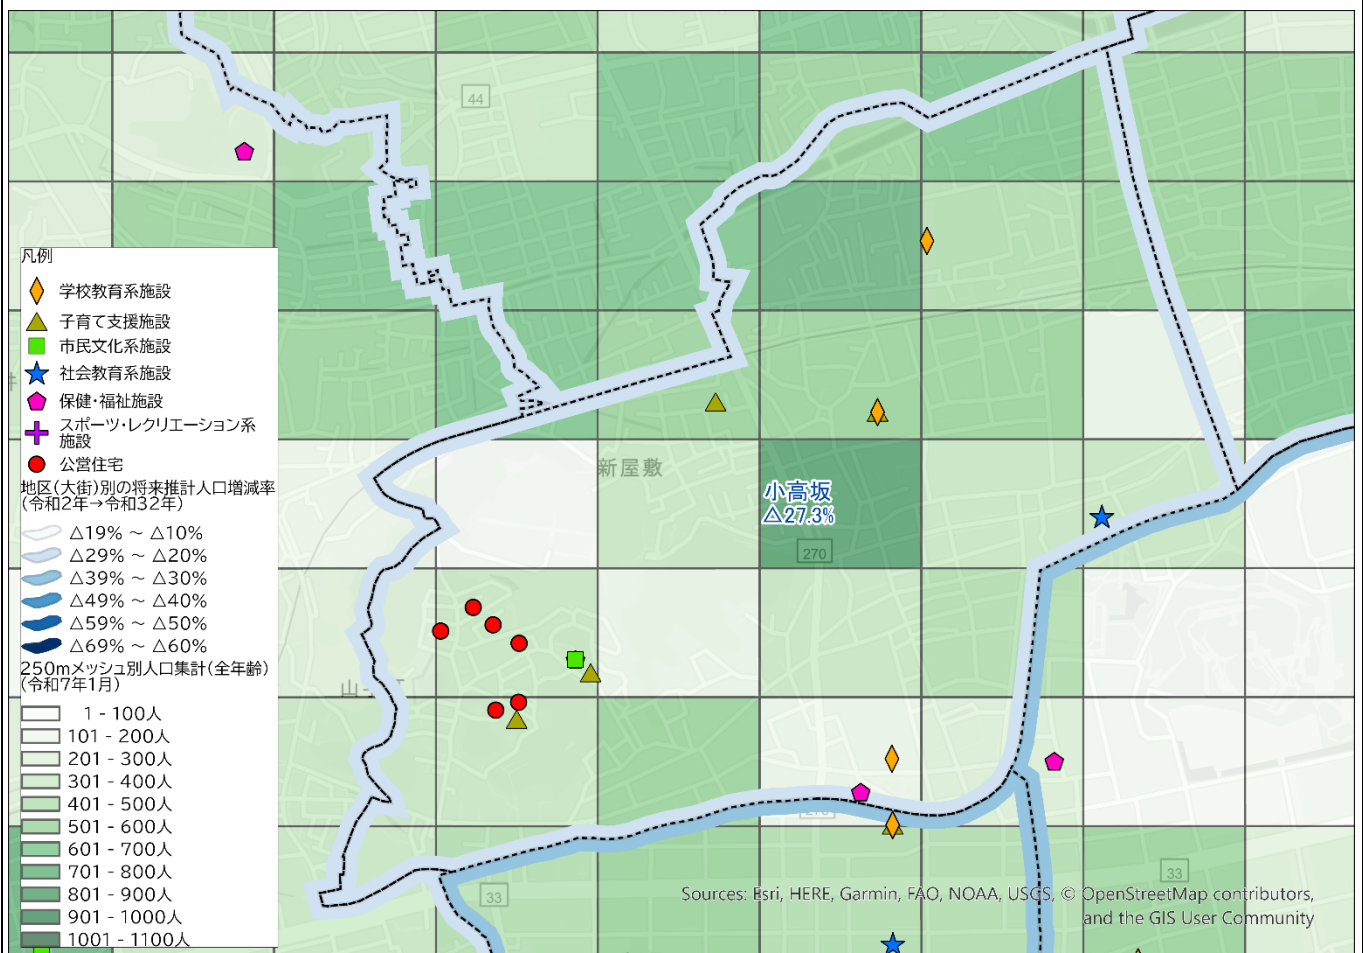 44
凡例
学校教育系施設
子育て支援施設
市民文化系施設
社会教育系施設
保健・福祉施設
スポーツ・レクリエーション系
施設
公営住宅
地区(大街)別の将来推計人口増減率
(令和2年→令和32年)
△19% ~ △10%
△29% ~ △20%
△39% ~ △30%
△49% ~ △40%
△59% ~ △50%
△69% ~ △60%
250mメッシュ別人口集計(全年齢)
(令和7年1月)
1 - 100人
101 - 200人
201 - 300人
301 - 400人
401 - 500人
501 - 600人
601 - 700人
701 - 800人
801 - 900人
901 - 1000人
1001 - 1100人
新屋敷
小高坂
△27.3%
270
33
33
Sources: Esri, HERE, Garmin, FAO, NOAA, USGS, © OpenStreetMap contributors,
and the GIS User Community